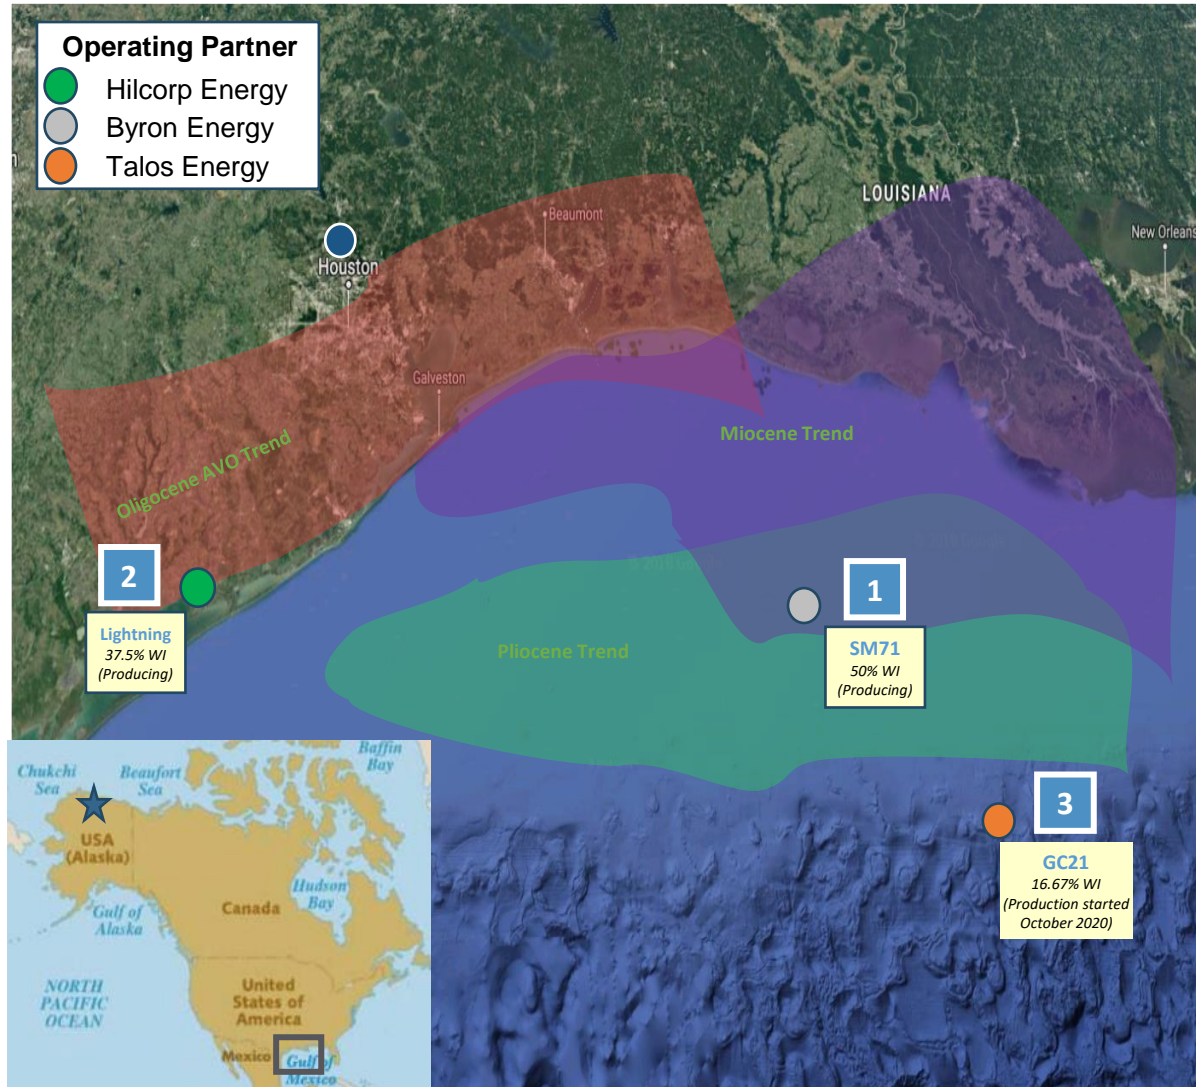 Operating Partner
Hilcorp Energy
Byron Energy
Talos Energy
LOUISIANA
Beaumont
New Orleans
Houston
Galveston
Oligocene AVO Trend
Miocene Trend
Pliocene Trend
2
Lightning
37.5% WI
(Producing)
1
SM71
50% WI
(Producing)
3
GC21
16.67% WI
(Production started
October 2020)
Chukchi
Sea
Beaufort
Sea
Baffin
Bay
USA
(Alaska)
Gulf of
Alaska
Hudson
Bay
Canada
NORTH
PACIFIC
OCEAN
United
States of
America
Mexico
Gulf of
Mexico